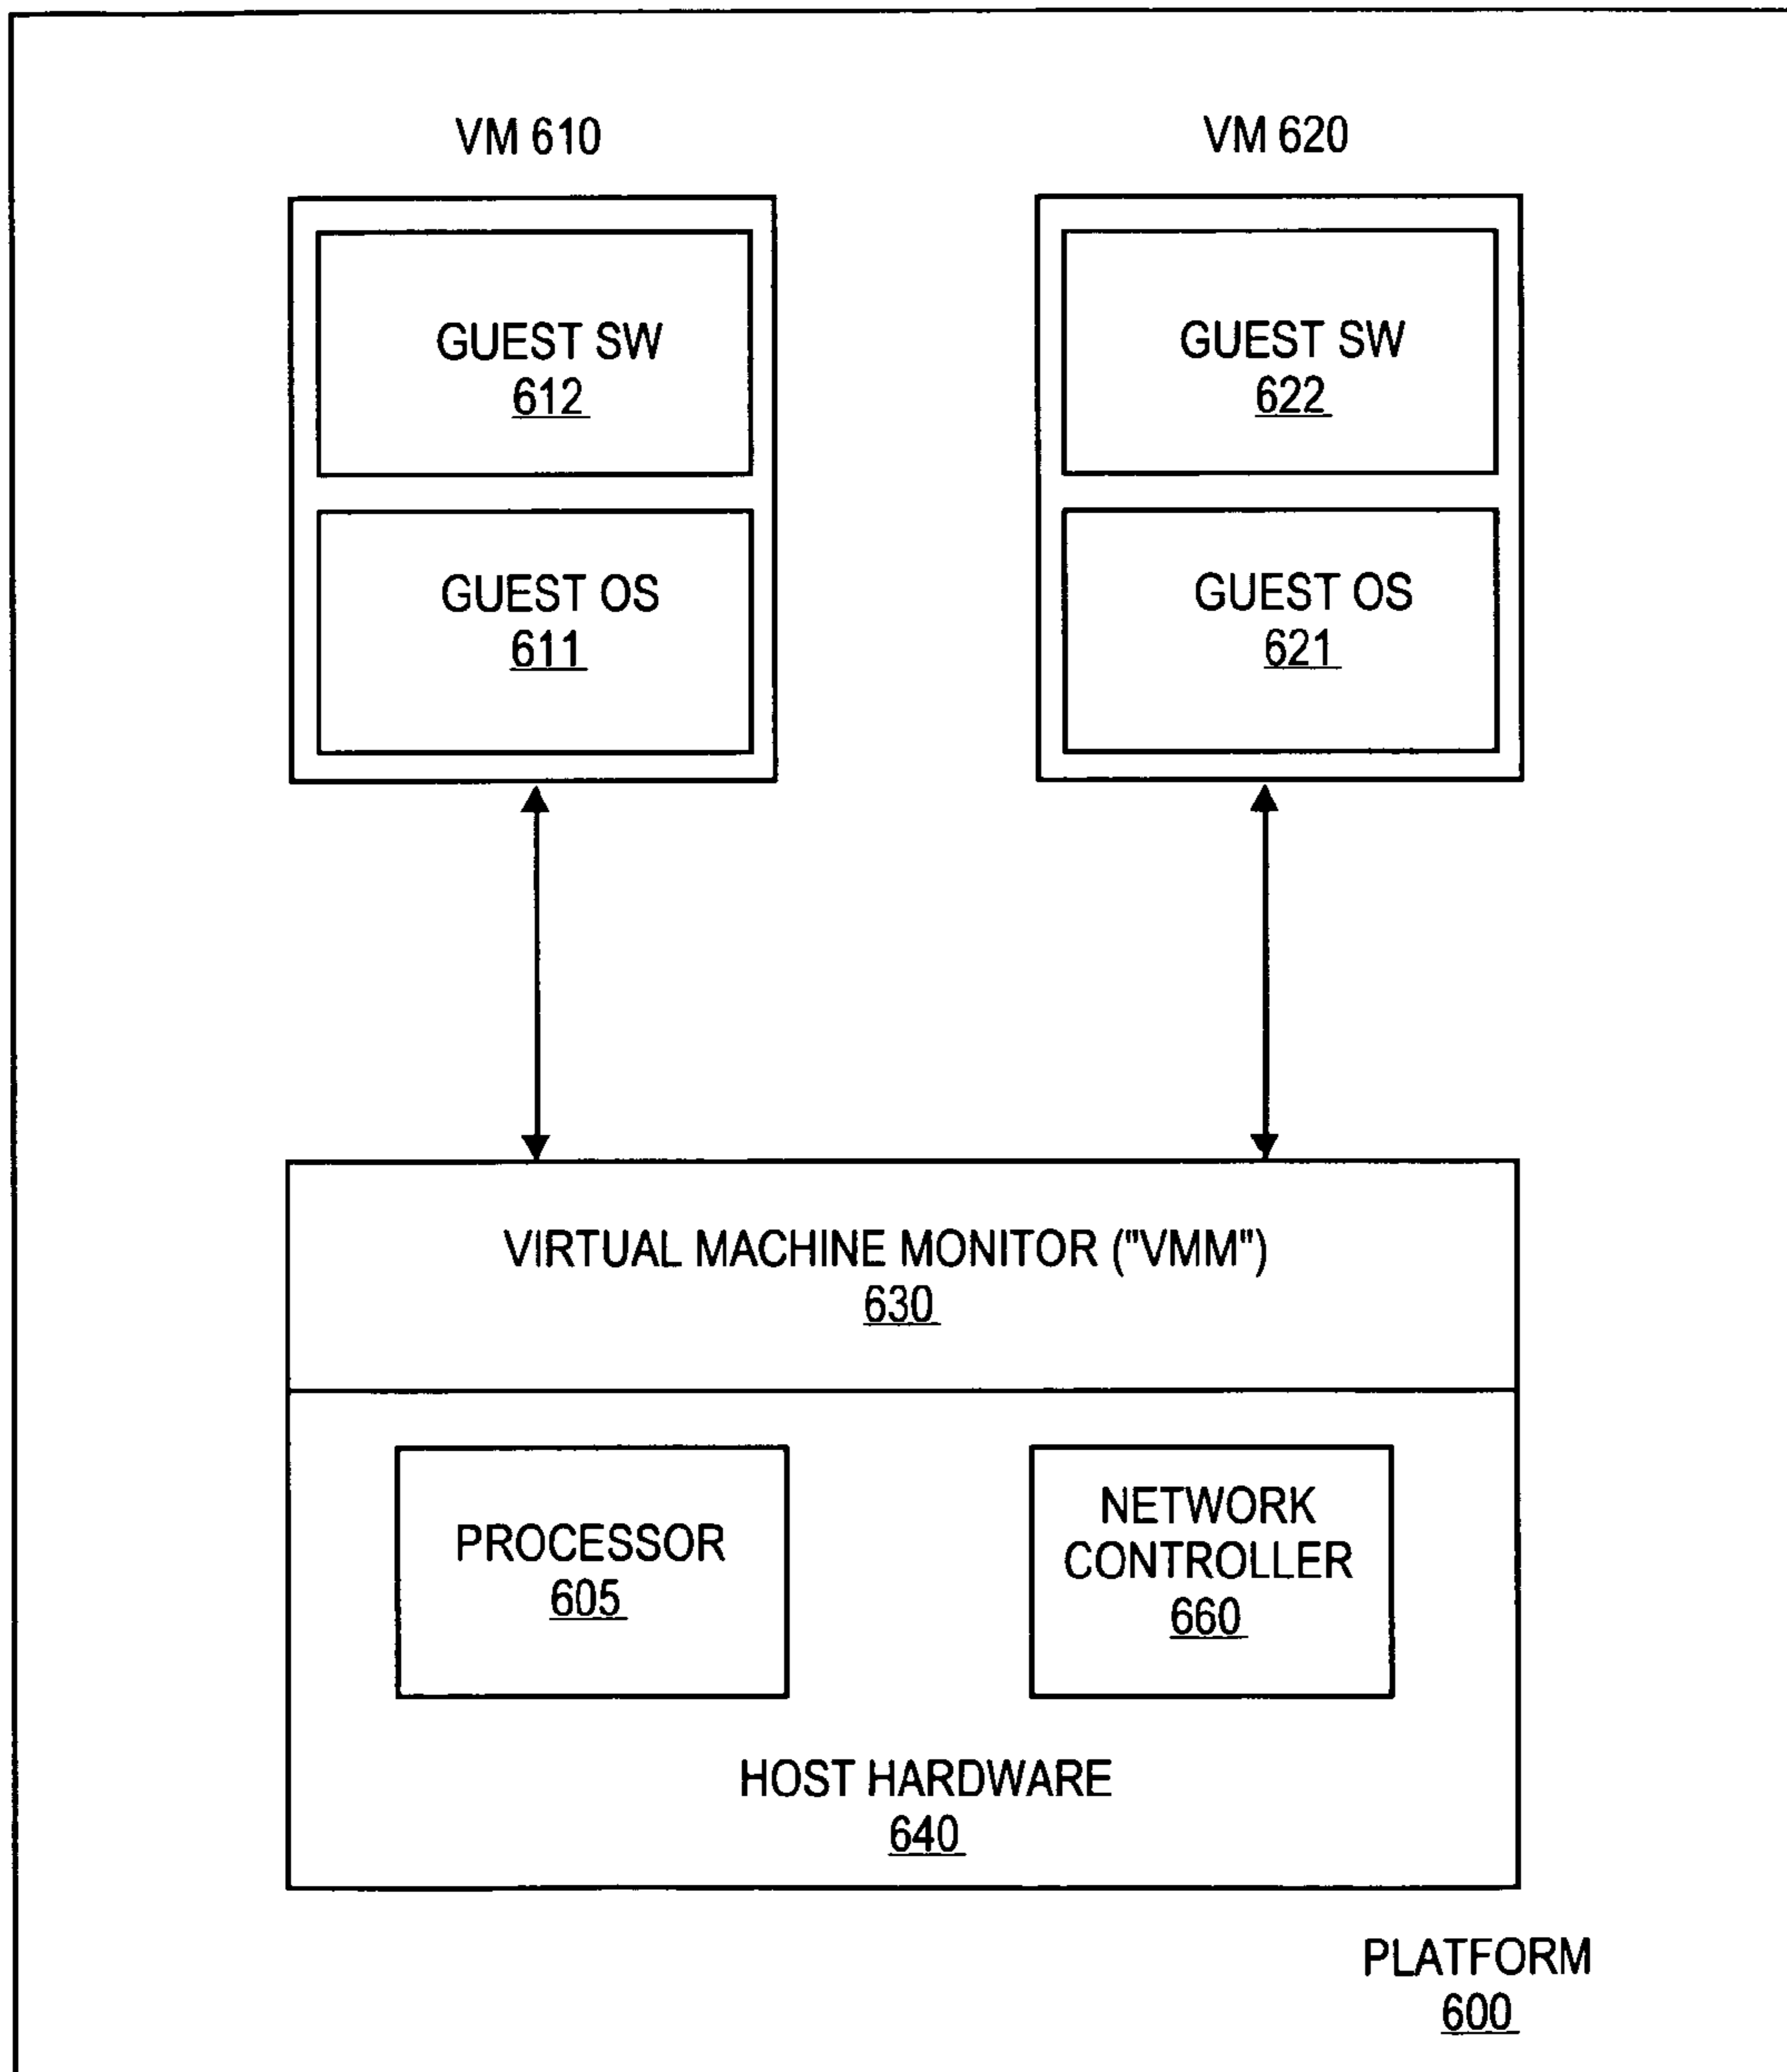 VM 610
VM 620
GUEST SW
612
GUEST OS
611
GUEST SW
622
GUEST OS
621
VIRTUAL MACHINE MONITOR ("VMM")
630
PROCESSOR
605
NETWORK
CONTROLLER
660
HOST HARDWARE
640
PLATFORM
600